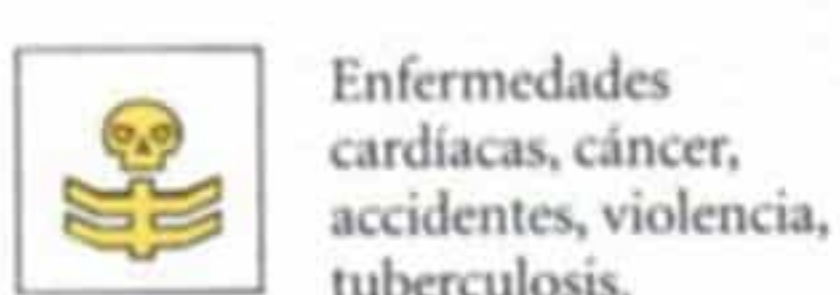 Enfermedades
cardíacas, cáncer,
accidentes, violencia,
tuberculosis.